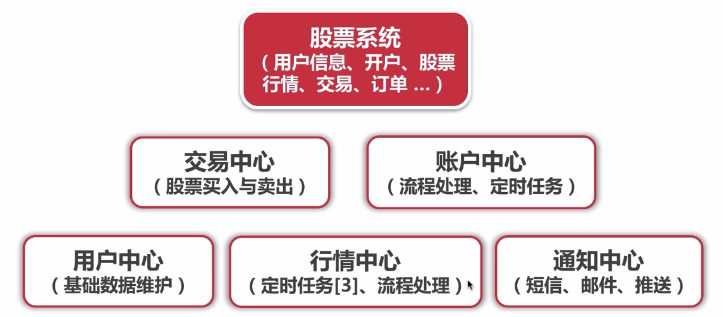 股票系统
（用户信息、开户、股票
行情、交易、订单 ...）
交易中心
（股票买入与卖出）
账户中心
（流程处理、定时任务）
用户中心
（基础数据维护）
行情中心
（定时任务[3]、流程处理）
通知中心
（短信、邮件、推送）